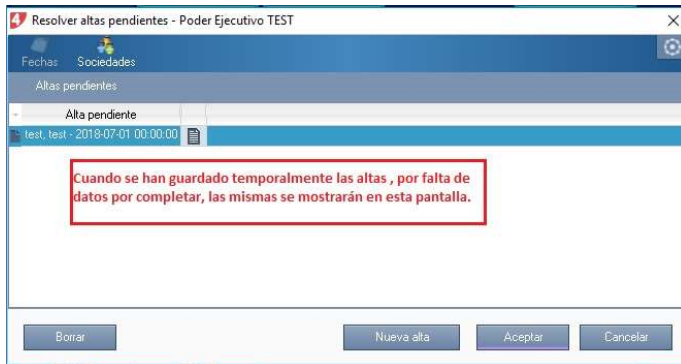 4 Resolver altas pendientes - Poder Ejecutivo TEST
Fechas Sociedades
Altas pendientes
Alta pendiente
test, test - 2018-07-01 00:00:00
Cuando se han guardado temporalmente las altas , por falta de
datos por completar, las mismas se mostrarán en esta pantalla.
Borrar Nueva alta Aceptar Cancelar